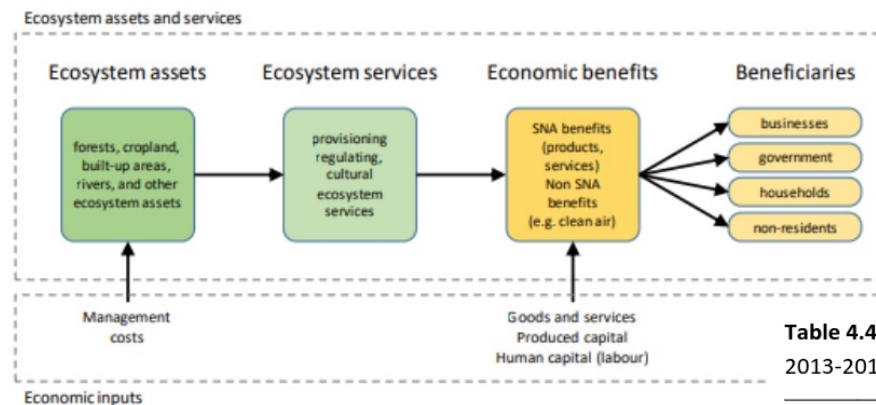 Ecosystem assets and services
Ecosystem assets
Ecosystem services
Economic benefits
Beneficiaries
forests, cropland,
built-up areas,
rivers, and other
ecosystem assets
provisioning
regulating,
cultural
ecosystem
services
SNA benefits
(products,
services)
Non SNA
benefits
(e.g. clean air)
businesses
government
households
non-residents
Management
costs
Goods and services
Produced capital
Human capital (labour)
Table 4.4
2013-201
Economic inputs